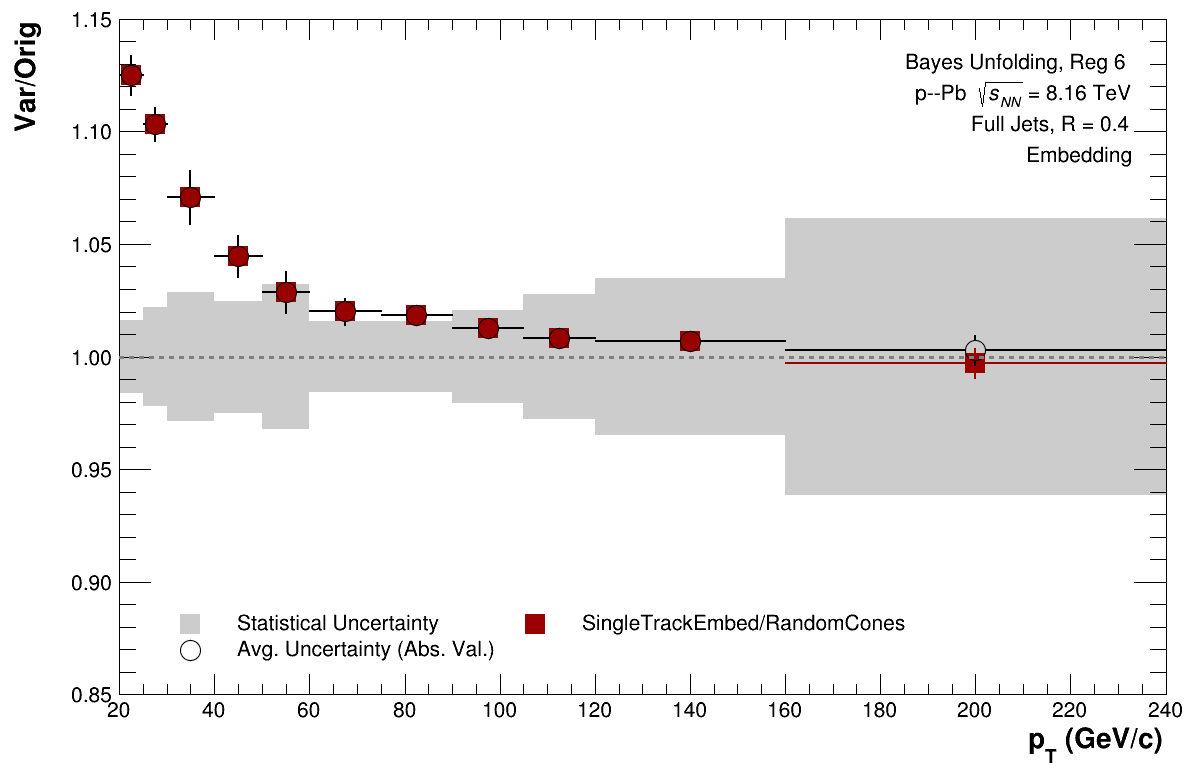 Var/Orig
1.15
1.10
1.05
1.00
0.95
0.90
0.85
Bayes Unfolding, Reg 6
p--Pb √sNN = 8.16 TeV
Full Jets, R = 0.4
Embedding
Statistical Uncertainty
SingleTrackEmbed/RandomCones
Avg. Uncertainty (Abs. Val.)
20 40 60 80 100 120 140 160 180 200 220 240
pT (GeV/c)